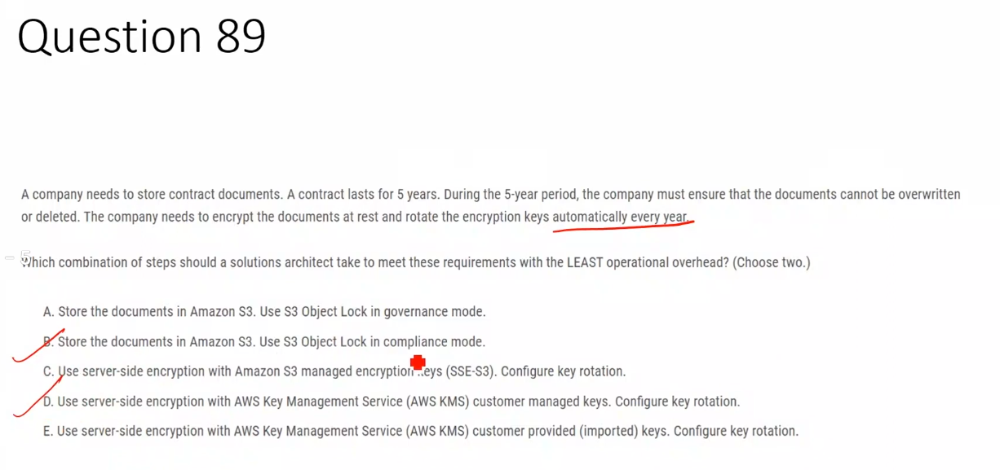 Question 89
A company needs to store contract documents. A contract lasts for 5 years. During the 5-year period, the company must ensure that the documents cannot be overwritten
or deleted. The company needs to encrypt the documents at rest and rotate the encryption keys automatically every year.
Which combination of steps should a solutions architect take to meet these requirements with the LEAST operational overhead? (Choose two.)
A. Store the documents in Amazon S3. Use S3 Object Lock in governance mode.
B. Store the documents in Amazon S3. Use S3 Object Lock in compliance mode.
C. Use server-side encryption with Amazon S3 managed encryption keys (SSE-S3). Configure key rotation.
D. Use server-side encryption with AWS Key Management Service (AWS KMS) customer managed keys. Configure key rotation.
E. Use server-side encryption with AWS Key Management Service (AWS KMS) customer provided (imported) keys. Configure key rotation.